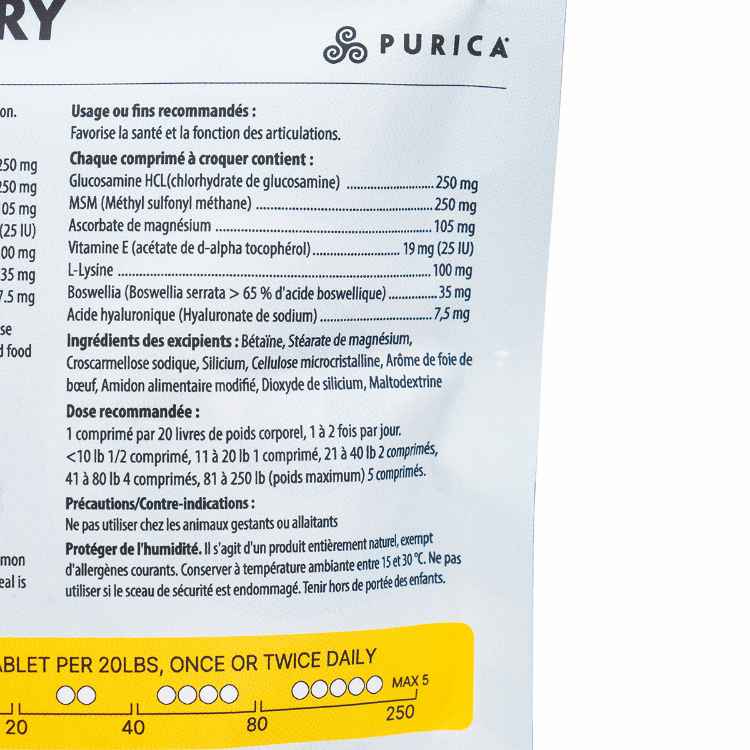 RY
PURICA
on.
250 mg
250 mg
05 mg
(25 IU)
00 mg
35 mg
7.5 mg
se
d food
mon
eal is
Usage ou fins recommandés :
Favorise la santé et la fonction des articulations.
Chaque comprimé à croquer contient :
Glucosamine HCL(chlorhydrate de glucosamine) ........................... 250 mg
MSM (Méthyl sulfonyl méthane) ....................................................... 250 mg
Ascorbate de magnésium ................................................................... 105 mg
Vitamine E (acétate de d-alpha tocophérol)........................... 19 mg (25 IU)
L-Lysine ................................................................................................. 100 mg
Boswellia (Boswellia serrata > 65 % d'acide boswellique) ............... 35 mg
Acide hyaluronique (Hyaluronate de sodium) ................................... 7,5 mg
Ingrédients des excipients : Bétaïne, Stéarate de magnésium,
Croscarmellose sodique, Silicium, Cellulose microcristalline, Arôme de foie de
bœuf, Amidon alimentaire modifié, Dioxyde de silicium, Maltodextrine
Dose recommandée :
1 comprimé par 20 livres de poids corporel, 1 à 2 fois par jour.
<10 lb 1/2 comprimé, 11 à 20 lb 1 comprimé, 21 à 40 lb 2 comprimés,
41 à 80 lb 4 comprimés, 81 à 250 lb (poids maximum) 5 comprimés.
Précautions/Contre-indications :
Ne pas utiliser chez les animaux gestants ou allaitants
Protéger de l'humidité. Il s'agit d'un produit entièrement naturel, exempt
d'allergènes courants. Conserver à température ambiante entre 15 et 30 °C. Ne pas
utiliser si le sceau de sécurité est endommagé. Tenir hors de portée des enfants.
ABLET PER 20LBS, ONCE OR TWICE DAILY
MAX 5
20 40 80 250